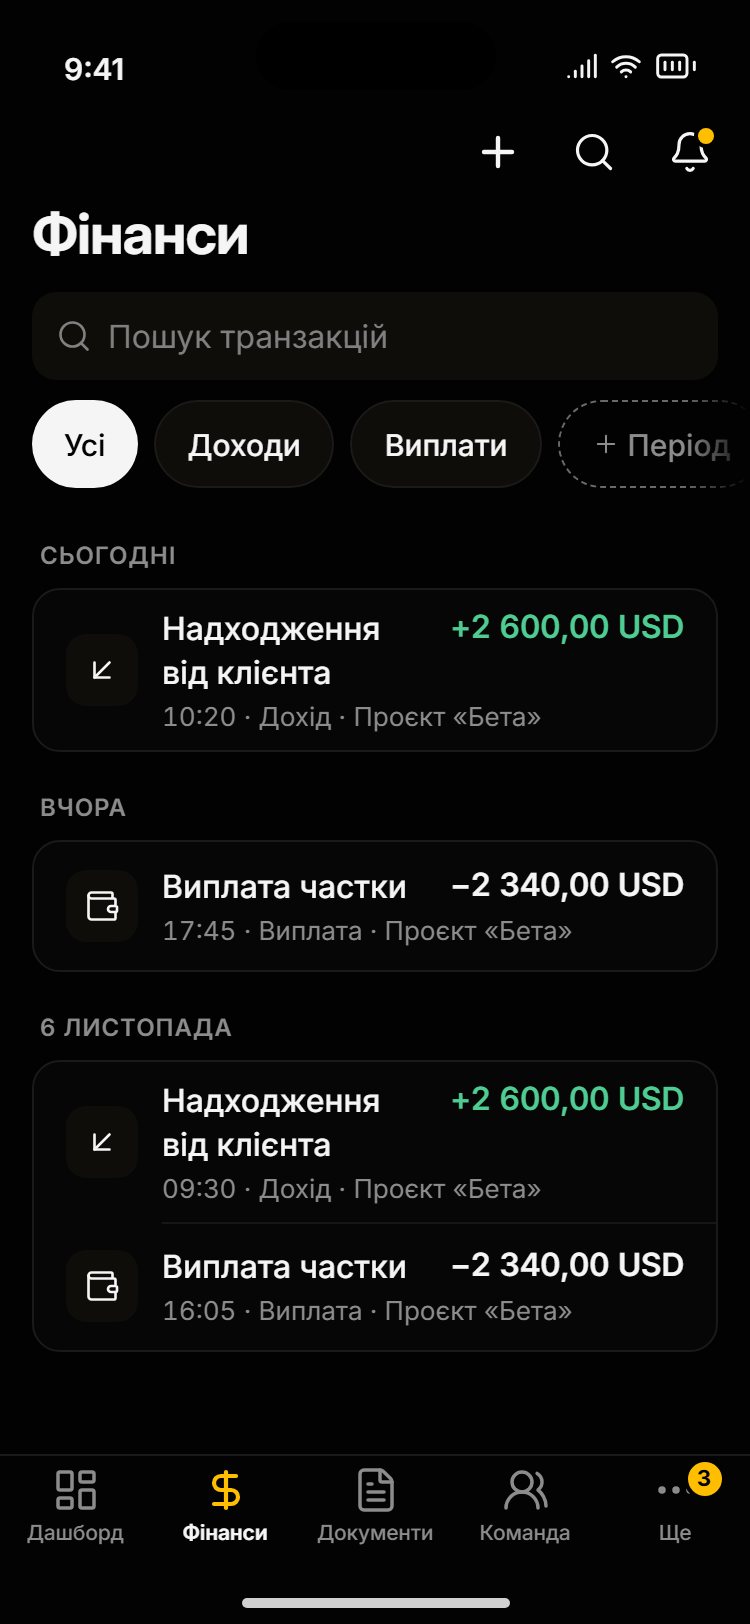 9:41
Фінанси
Пошук транзакцій
Усі
Доходи
Виплати
+ Період
СЬОГОДНІ
Надходження +2 600,00 USD
від клієнта
10:20 · Дохід · Проєкт «Бета»
ВЧОРА
Виплата частки −2 340,00 USD
17:45 · Виплата · Проєкт «Бета»
6 ЛИСТОПАДА
Надходження +2 600,00 USD
від клієнта
09:30 · Дохід · Проєкт «Бета»
Виплата частки −2 340,00 USD
16:05 · Виплата · Проєкт «Бета»
3
Дашборд
Фінанси
Документи
Команда
Ще